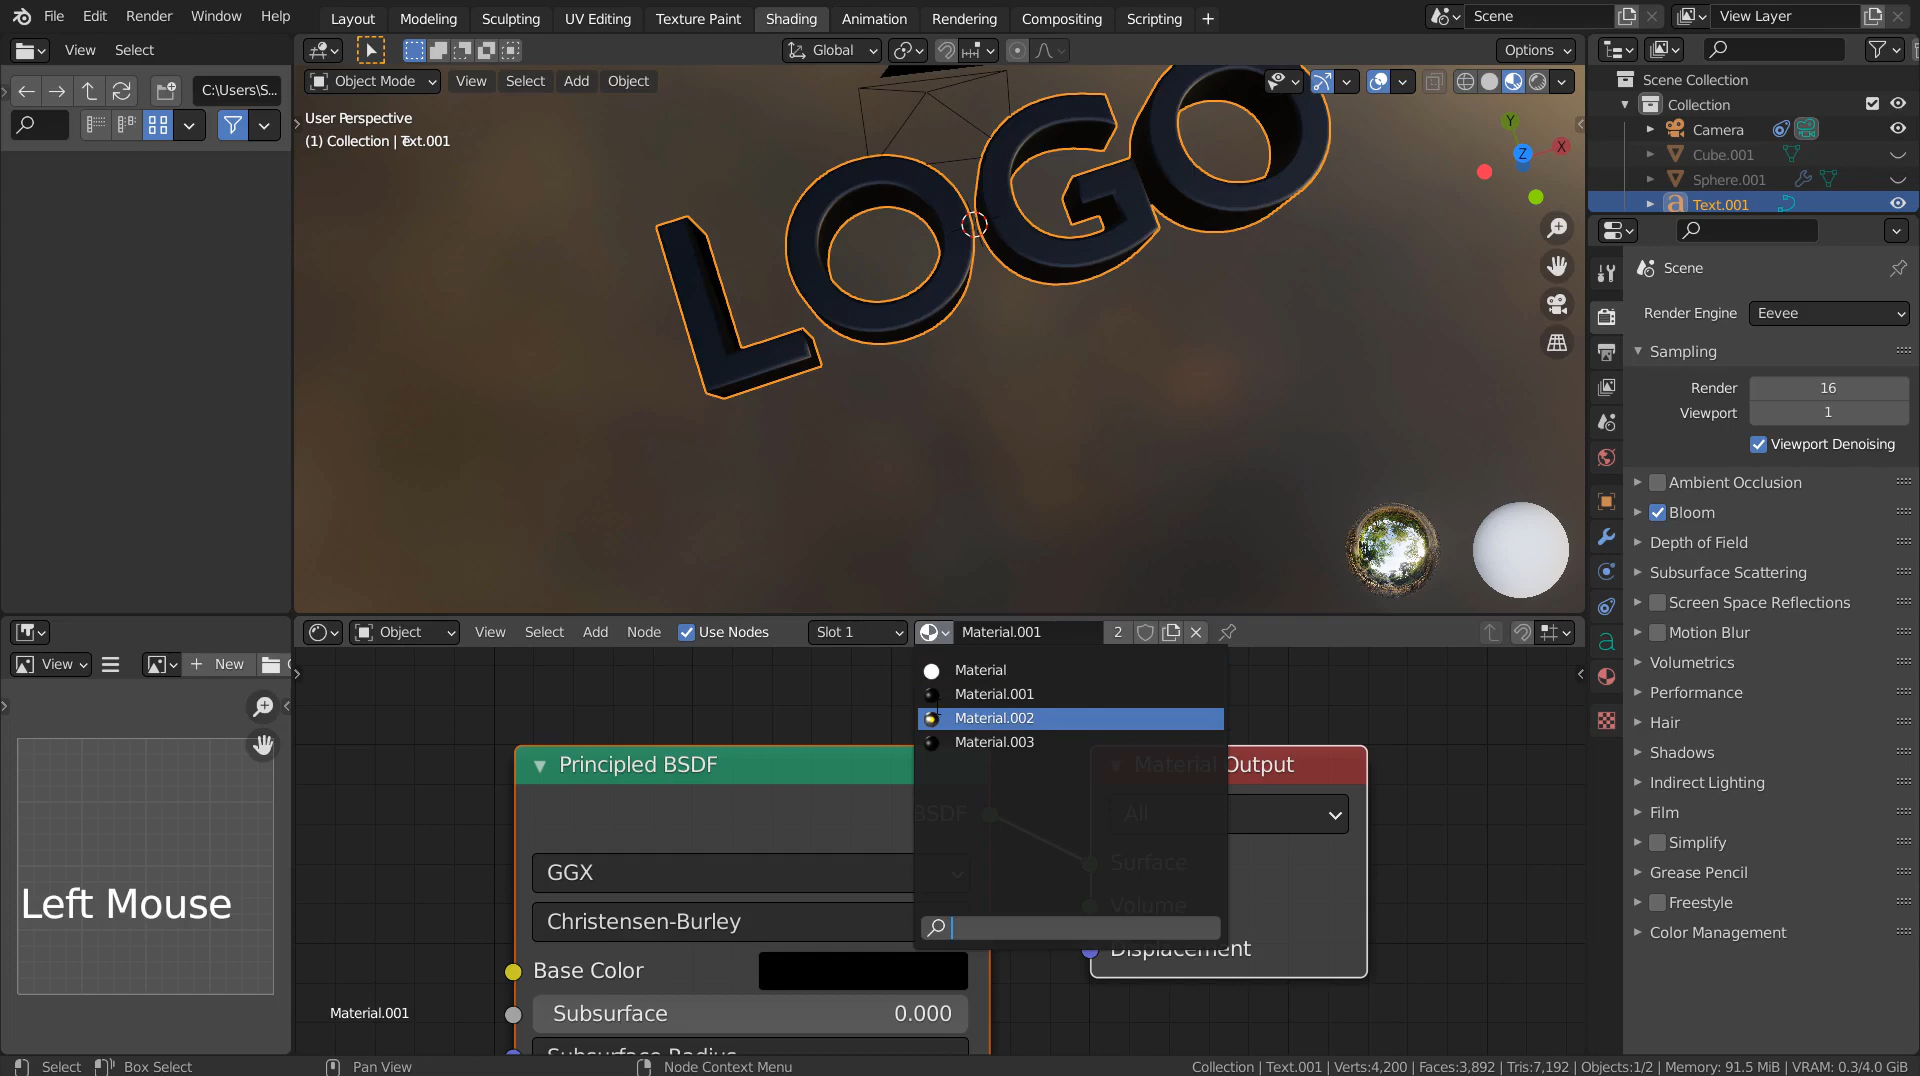 File Edit Render Window Help
Layout Modeling Sculpting UV Editing Texture Paint Shading Animation Rendering Compositing Scripting +
Scene
View Layer
View Select
Global
Options
C:\Users\S...
Object Mode View Select Add Object
User Perspective
(1) Collection | Text.001
LOGO
Y
Z
X
Scene Collection
Collection
Camera
Cube.001
Sphere.001
Text.001
Scene
Render Engine Eevee
Sampling
Render 16
Viewport 1
Viewport Denoising
Ambient Occlusion
Bloom
Depth of Field
Subsurface Scattering
Screen Space Reflections
Motion Blur
Volumetrics
Performance
Hair
Shadows
Indirect Lighting
Film
Simplify
Grease Pencil
Freestyle
Color Management
Object View Select Add Node Use Nodes Slot 1 Material.001 2
View New
Material
Material.001
Material.002
Material.003
Principled BSDF
Material Output
BSDF
All
GGX
Surface
Christensen-Burley
Volume
Displacement
Base Color
Subsurface 0.000
Subsurface Radius
Material.001
Left Mouse
Select Box Select Pan View Node Context Menu
Collection | Text.001 | Verts:4,200 | Faces:3,892 | Tris:7,192 | Objects:1/2 | Memory: 91.5 MiB | VRAM: 0.3/4.0 GiB